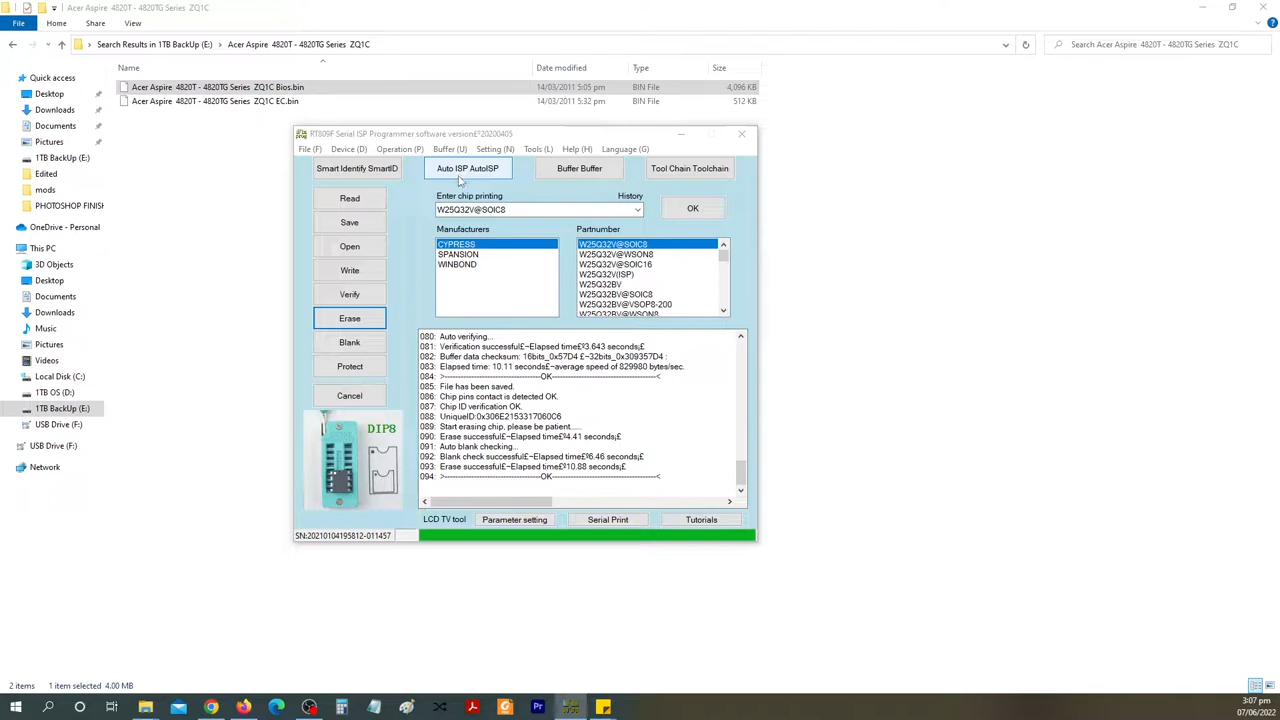 Acer Aspire 4820T - 4820TG Series ZQ1C
File Home Share View
Search Results in 1TB BackUp (E:) > Acer Aspire 4820T - 4820TG Series ZQ1C
Search Acer Aspire 4820T - 4820TG Series ZQ1C
Name Date modified Type Size
Acer Aspire 4820T - 4820TG Series ZQ1C Bios.bin 14/03/2011 5:05 pm BIN File 4,096 KB
Acer Aspire 4820T - 4820TG Series ZQ1C EC.bin 14/03/2011 5:32 pm BIN File 512 KB
Quick access
Desktop
Downloads
Documents
Pictures
1TB BackUp (E:)
Edited
mods
PHOTOSHOP FINISH
OneDrive - Personal
This PC
3D Objects
Desktop
Documents
Downloads
Music
Pictures
Videos
Local Disk (C:)
1TB OS (D:)
1TB BackUp (E:)
USB Drive (F:)
USB Drive (F:)
Network
RT809F Serial ISP Programmer software version£º20200405
File (F) Device (D) Operation (P) Buffer (U) Setting (N) Tools (L) Help (H) Language (G)
Smart Identify SmartID Auto ISP AutoISP Buffer Buffer Tool Chain Toolchain
Read
Save
Open
Write
Verify
Erase
Blank
Protect
Cancel
DIP8
Enter chip printing History
W25Q32V@SOIC8 OK
Manufacturers
CYPRESS
SPANSION
WINBOND
Partnumber
W25Q32V@SOIC8
W25Q32V@WSON8
W25Q32V@SOIC16
W25Q32V(ISP)
W25Q32BV
W25Q32BV@SOIC8
W25Q32BV@VSOP8-200
W25Q32BV@WSON8
080: Auto verifying...
081: Verification successful£¬Elapsed time£º3.643 seconds¡£
082: Buffer data checksum: 16bits_0x57D4 £¬32bits_0x309357D4 :
083: Elapsed time: 10.11 seconds¬average speed of 829980 bytes/sec.
084: >---------------------------------OK---------------------------------<
085: File has been saved.
086: Chip pins contact is detected OK.
087: Chip ID verification OK.
088: UniqueID:0x306E2153317060C6
089: Start erasing chip, please be patient......
090: Erase successful£¬Elapsed time£º4.41 seconds¡£
091: Auto blank checking...
092: Blank check successful£¬Elapsed time£º6.46 seconds¡£
093: Erase successful£¬Elapsed time£º10.88 seconds¡£
094: >---------------------------------OK---------------------------------<
LCD TV tool Parameter setting Serial Print Tutorials
SN:20210104195812-011457
2 items 1 item selected 4.00 MB
3:07 pm
07/06/2022